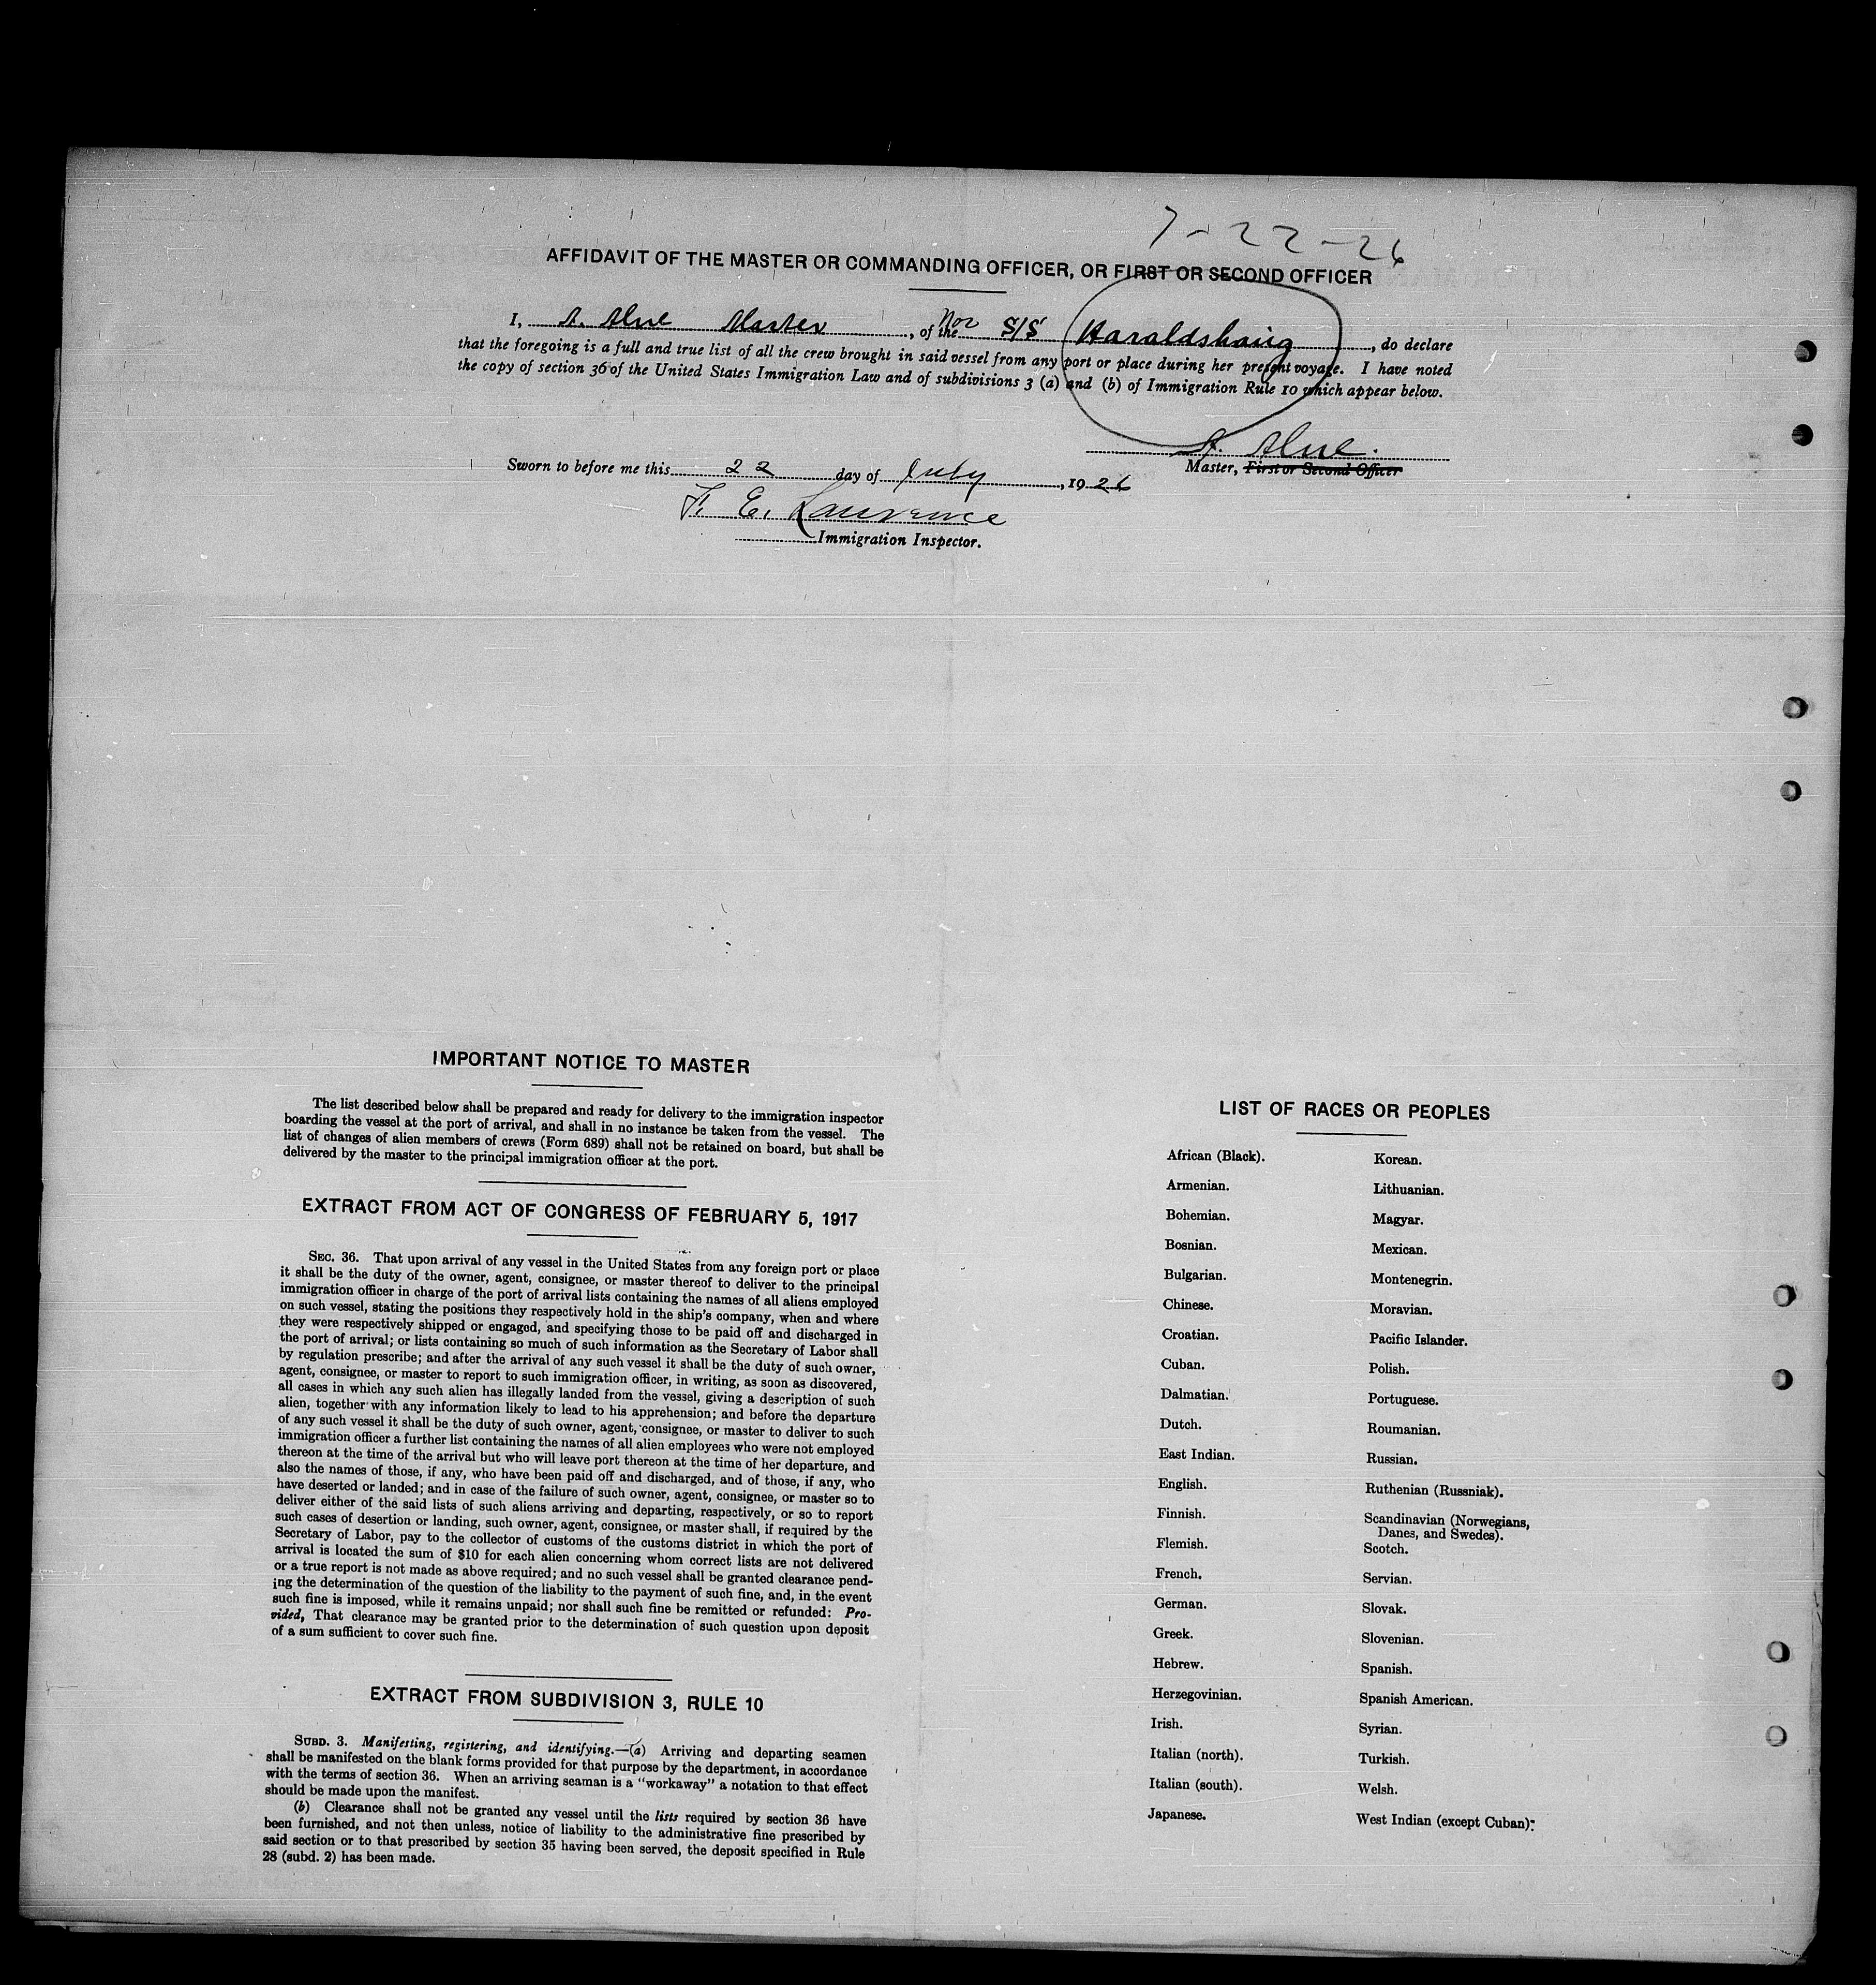 7-22-26
AFFIDAVIT OF THE MASTER OR COMMANDING OFFICER, OR FIRST OR SECOND OFFICER
I, A. Master, of the Nor S/S Haraldshaug, do declare
that the foregoing is a full and true list of all the crew brought in said vessel from any port or place during her present voyage. I have noted
the copy of section 36 of the United States Immigration Law and of subdivisions 3 (a) and (b) of Immigration Rule 10 which appear below.
A.
Sworn to before me this 22 day of July, 1926
Master, First or Second Officer
F. E. Lawrence
Immigration Inspector.
IMPORTANT NOTICE TO MASTER
The list described below shall be prepared and ready for delivery to the immigration inspector
boarding the vessel at the port of arrival, and shall in no instance be taken from the vessel. The
list of changes of alien members of crews (Form 689) shall not be retained on board, but shall be
delivered by the master to the principal immigration officer at the port.
EXTRACT FROM ACT OF CONGRESS OF FEBRUARY 5, 1917
SEC. 36. That upon arrival of any vessel in the United States from any foreign port or place
it shall be the duty of the owner, agent, consignee, or master thereof to deliver to the principal
immigration officer in charge of the port of arrival lists containing the names of all aliens employed
on such vessel, stating the positions they respectively hold in the ship's company, when and where
they were respectively shipped or engaged, and specifying those to be paid off and discharged in
the port of arrival; or lists containing so much of such information as the Secretary of Labor shall
by regulation prescribe; and after the arrival of any such vessel it shall be the duty of such owner,
agent, consignee, or master to report to such immigration officer, in writing, as soon as discovered,
all cases in which any such alien has illegally landed from the vessel, giving a description of such
alien, together with any information likely to lead to his apprehension; and before the departure
of any such vessel it shall be the duty of such owner, agent, consignee, or master to deliver to such
immigration officer a further list containing the names of all alien employees who were not employed
thereon at the time of the arrival but who will leave port thereon at the time of her departure, and
also the names of those, if any, who have been paid off and discharged, and of those, if any, who
have deserted or landed; and in case of the failure of such owner, agent, consignee, or master so to
deliver either of the said lists of such aliens arriving and departing, respectively, or so to report
such cases of desertion or landing, such owner, agent, consignee, or master shall, if required by the
Secretary of Labor, pay to the collector of customs of the customs district in which the port of
arrival is located the sum of $10 for each alien concerning whom correct lists are not delivered
or a true report is not made as above required; and no such vessel shall be granted clearance pend-
ing the determination of the question of the liability to the payment of such fine, and, in the event
such fine is imposed, while it remains unpaid; nor shall such fine be remitted or refunded: Pro-
vided, That clearance may be granted prior to the determination of such question upon deposit
of a sum sufficient to cover such fine.
EXTRACT FROM SUBDIVISION 3, RULE 10
SUBD. 3. Manifesting, registering, and identifying.—(a) Arriving and departing seamen
shall be manifested on the blank forms provided for that purpose by the department, in accordance
with the terms of section 36. When an arriving seaman is a "workaway" a notation to that effect
should be made upon the manifest.
(b) Clearance shall not be granted any vessel until the lists required by section 36 have
been furnished, and not then unless, notice of liability to the administrative fine prescribed by
said section or to that prescribed by section 35 having been served, the deposit specified in Rule
28 (subd. 2) has been made.
LIST OF RACES OR PEOPLES
African (Black).
Armenian.
Bohemian.
Bosnian.
Bulgarian.
Chinese.
Croatian.
Cuban.
Dalmatian.
Dutch.
East Indian.
English.
Finnish.
Flemish.
French.
German.
Greek.
Hebrew.
Herzegovinian.
Irish.
Italian (north).
Italian (south).
Japanese.
Korean.
Lithuanian.
Magyar.
Mexican.
Montenegrin.
Moravian.
Pacific Islander.
Polish.
Portuguese.
Roumanian.
Russian.
Ruthenian (Russniak).
Scandinavian (Norwegians,
Danes, and Swedes).
Scotch.
Servian.
Slovak.
Slovenian.
Spanish.
Spanish American.
Syrian.
Turkish.
Welsh.
West Indian (except Cuban).